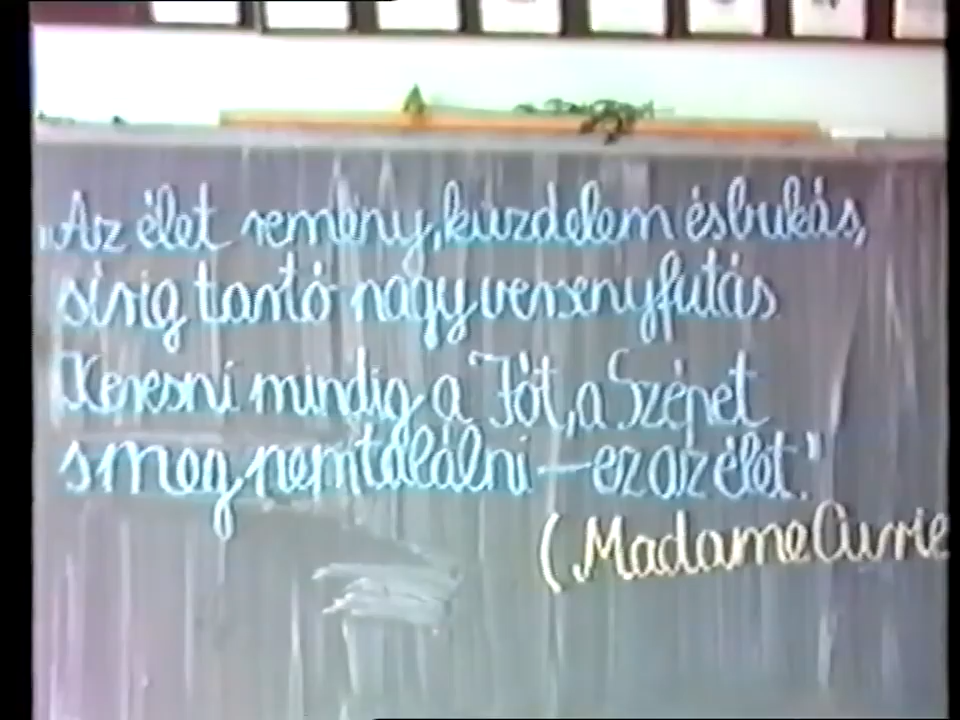 „Az élet remény, küzdelem és bukás,
sírig tartó nagy versenyfutás
Keresni mindig a Jót, a Szépet
s meg nem találni — ez az élet."
(Madame Curie